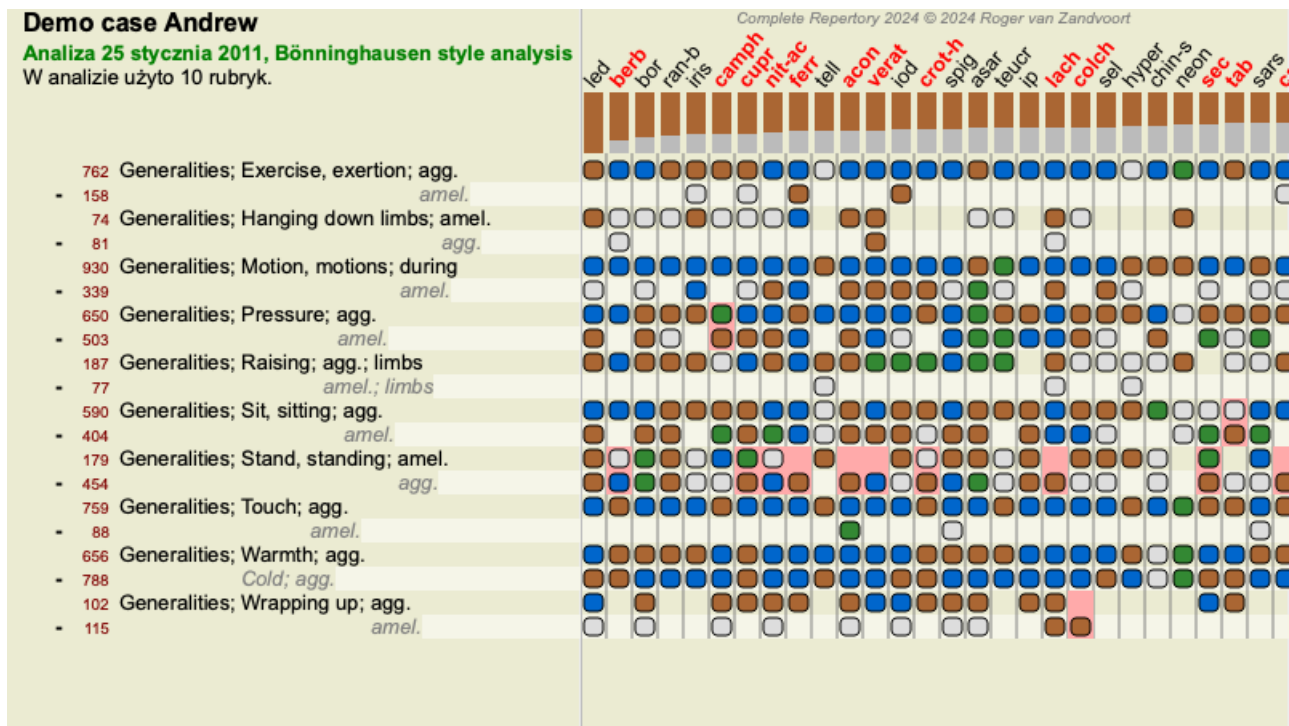 Demo case Andrew
Complete Repertory 2024 © 2024 Roger van Zandvoort
Analiza 25 stycznia 2011, Bönninghausen style analysis
W analizie użyto 10 rubryk.
led berb bor ran-b iris camph cupr nit-ac ferr tell acon verat iod crot-h spig asar teucr ip lach colch sel hyper chin-s neon sec tab sars
762 Generalities; Exercise, exertion; agg.
- 158 amel.
74 Generalities; Hanging down limbs; amel.
- 81 agg.
930 Generalities; Motion, motions; during
- 339 amel.
650 Generalities; Pressure; agg.
- 503 amel.
187 Generalities; Raising; agg.; limbs
- 77 amel.; limbs
590 Generalities; Sit, sitting; agg.
- 404 amel.
179 Generalities; Stand, standing; amel.
- 454 agg.
759 Generalities; Touch; agg.
- 88 amel.
656 Generalities; Warmth; agg.
- 788 Cold; agg.
102 Generalities; Wrapping up; agg.
- 115 amel.